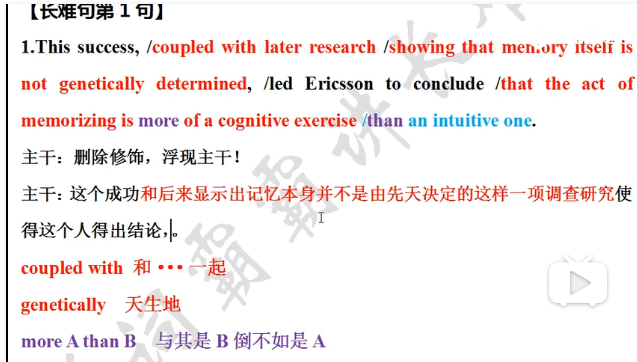 【长难句第 1 句】
1.This success, /coupled with later research /showing that memory itself is
not genetically determined, /led Ericsson to conclude /that the act of
memorizing is more of a cognitive exercise /than an intuitive one.
主干：删除修饰，浮现主干！
主干：这个成功和后来显示出记忆本身并不是由先天决定的这样一项调查研究使
得这个人得出结论，。
coupled with 和 ··· 一起
genetically 天生地
more A than B 与其是 B 倒不如是 A
词霸霸讲长